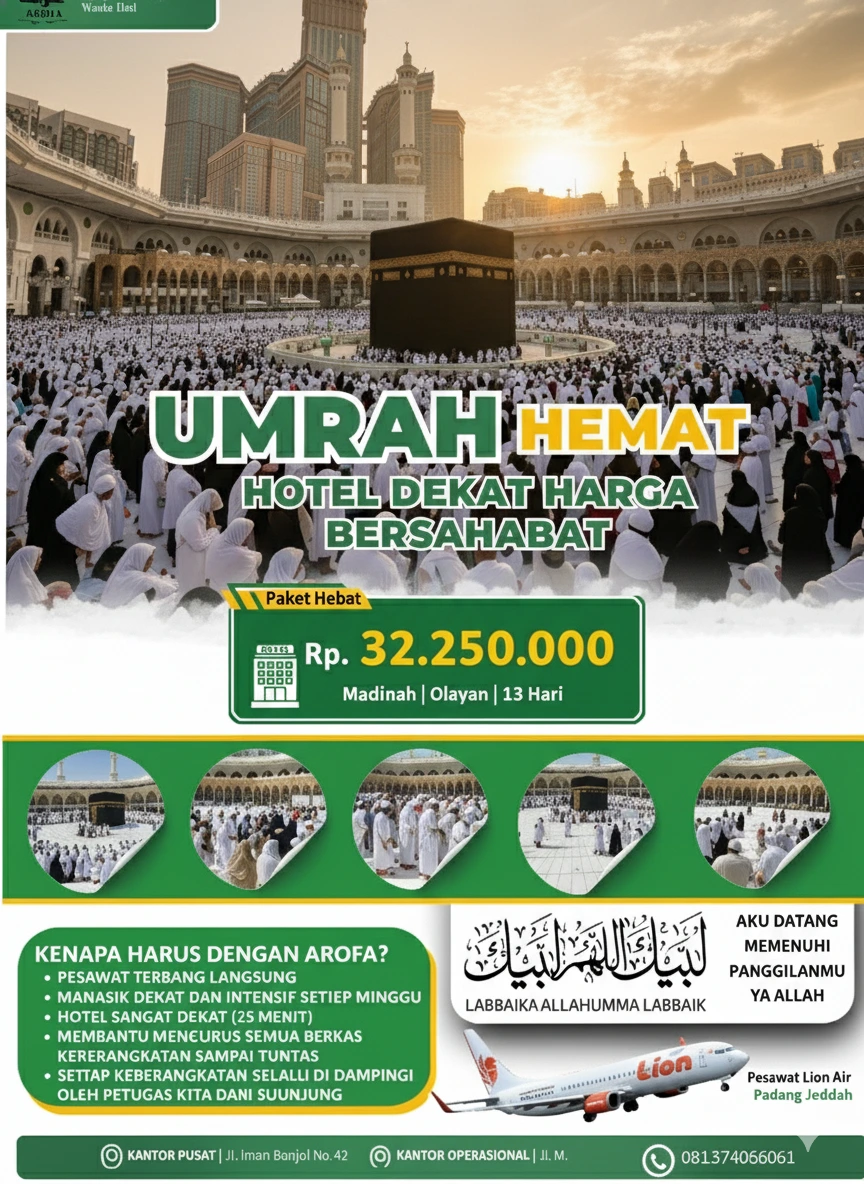 UMRAH HEMAT
HOTEL DEKAT HARGA
BERSAHABAT
Paket Hebat
Rp. 32.250.000
Madinah | Olayan | 13 Hari
KENAPA HARUS DENGAN AROFA?
• PESAWAT TERBANG LANGSUNG
• MANASIK DEKAT DAN INTENSIF SETIEP MINGGU
• HOTEL SANGAT DEKAT (25 MENIT)
• MEMBANTU MENЄURUS SEMUA BERKAS
KERERANGKATAN SAMPAI TUNTAS
• SETTAP KEBERANGKATAN SELALLI DI DAMPINGI
OLEH PETUGAS KITA DANI SUUNJUNG
لبيك اللهم لبيك
LABBAIKA ALLAHUMMA LABBAIK
AKU DATANG
MEMENUHI
PANGGILANMU
YA ALLAH
Lion
Pesawat Lion Air
Padang Jeddah
KANTOR PUSAT | Jl. Iman Banjol No. 42
KANTOR OPERASIONAL | Jl. M.
081374066061